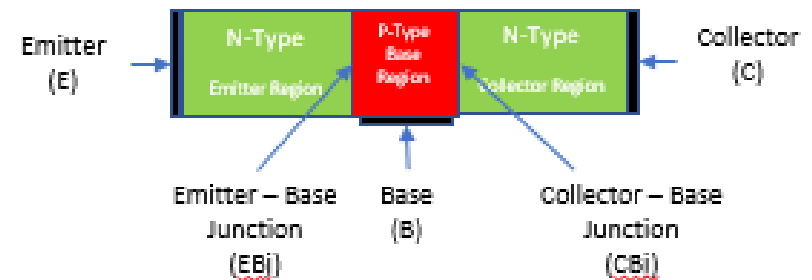 N-Type
Emitter Region
P-Type
Base
Region
N-Type
Collector Region
Emitter
(E)
Collector
(C)
Emitter – Base
Junction
(EBj)
Base
(B)
Collector – Base
Junction
(CBj)